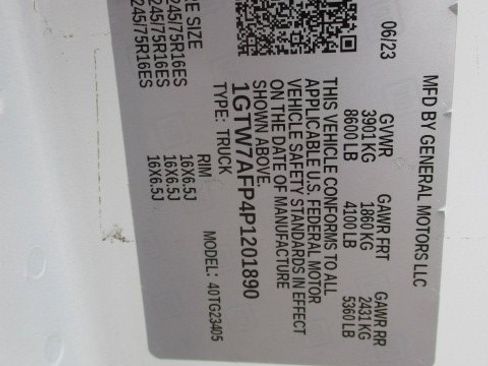 MFD BY GENERAL MOTORS LLC
06/23
GVWR GAWR FRT GAWR RR
3901 KG 1860 KG 2431 KG
8600 LB 4100 LB 5360 LB
THIS VEHICLE CONFORMS TO ALL
APPLICABLE U.S. FEDERAL MOTOR
VEHICLE SAFETY STANDARDS IN EFFECT
ON THE DATE OF MANUFACTURE
SHOWN ABOVE.
1GTW7AFP4P1201890
TYPE: TRUCK MODEL: 40TG23405
RE SIZE RIM
245/75R16ES 16X6.5J
245/75R16ES 16X6.5J
245/75R16ES 16X6.5J